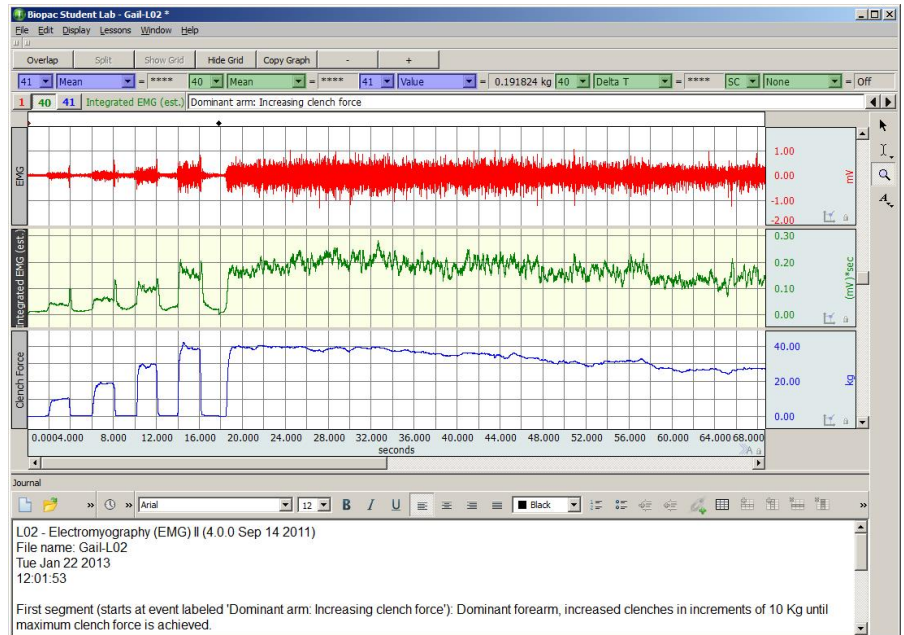 Biopac Student Lab - Gail-L02 *
File Edit Display Lessons Window Help
Overlap Split Show Grid Hide Grid Copy Graph - +
41 Mean = **** 40 Mean = **** 41 Value = 0.191824 kg 40 Delta T = **** SC None = Off
1 40 41 Integrated EMG (est.) Dominant arm: Increasing clench force
EMG
1.00
0.00
-1.00
-2.00
mV
Integrated EMG (est.)
0.30
0.20
0.10
0.00
(mV)*sec
Clench Force
40.00
20.00
0.00
kg
0.000 4.000 8.000 12.000 16.000 20.000 24.000 28.000 32.000 36.000 40.000 44.000 48.000 52.000 56.000 60.000 64.000 68.000
seconds
Journal
» » Arial 12 B I U Black »
L02 - Electromyography (EMG) II (4.0.0 Sep 14 2011)
File name: Gail-L02
Tue Jan 22 2013
12:01:53
First segment (starts at event labeled 'Dominant arm: Increasing clench force'): Dominant forearm, increased clenches in increments of 10 Kg until
maximum clench force is achieved.